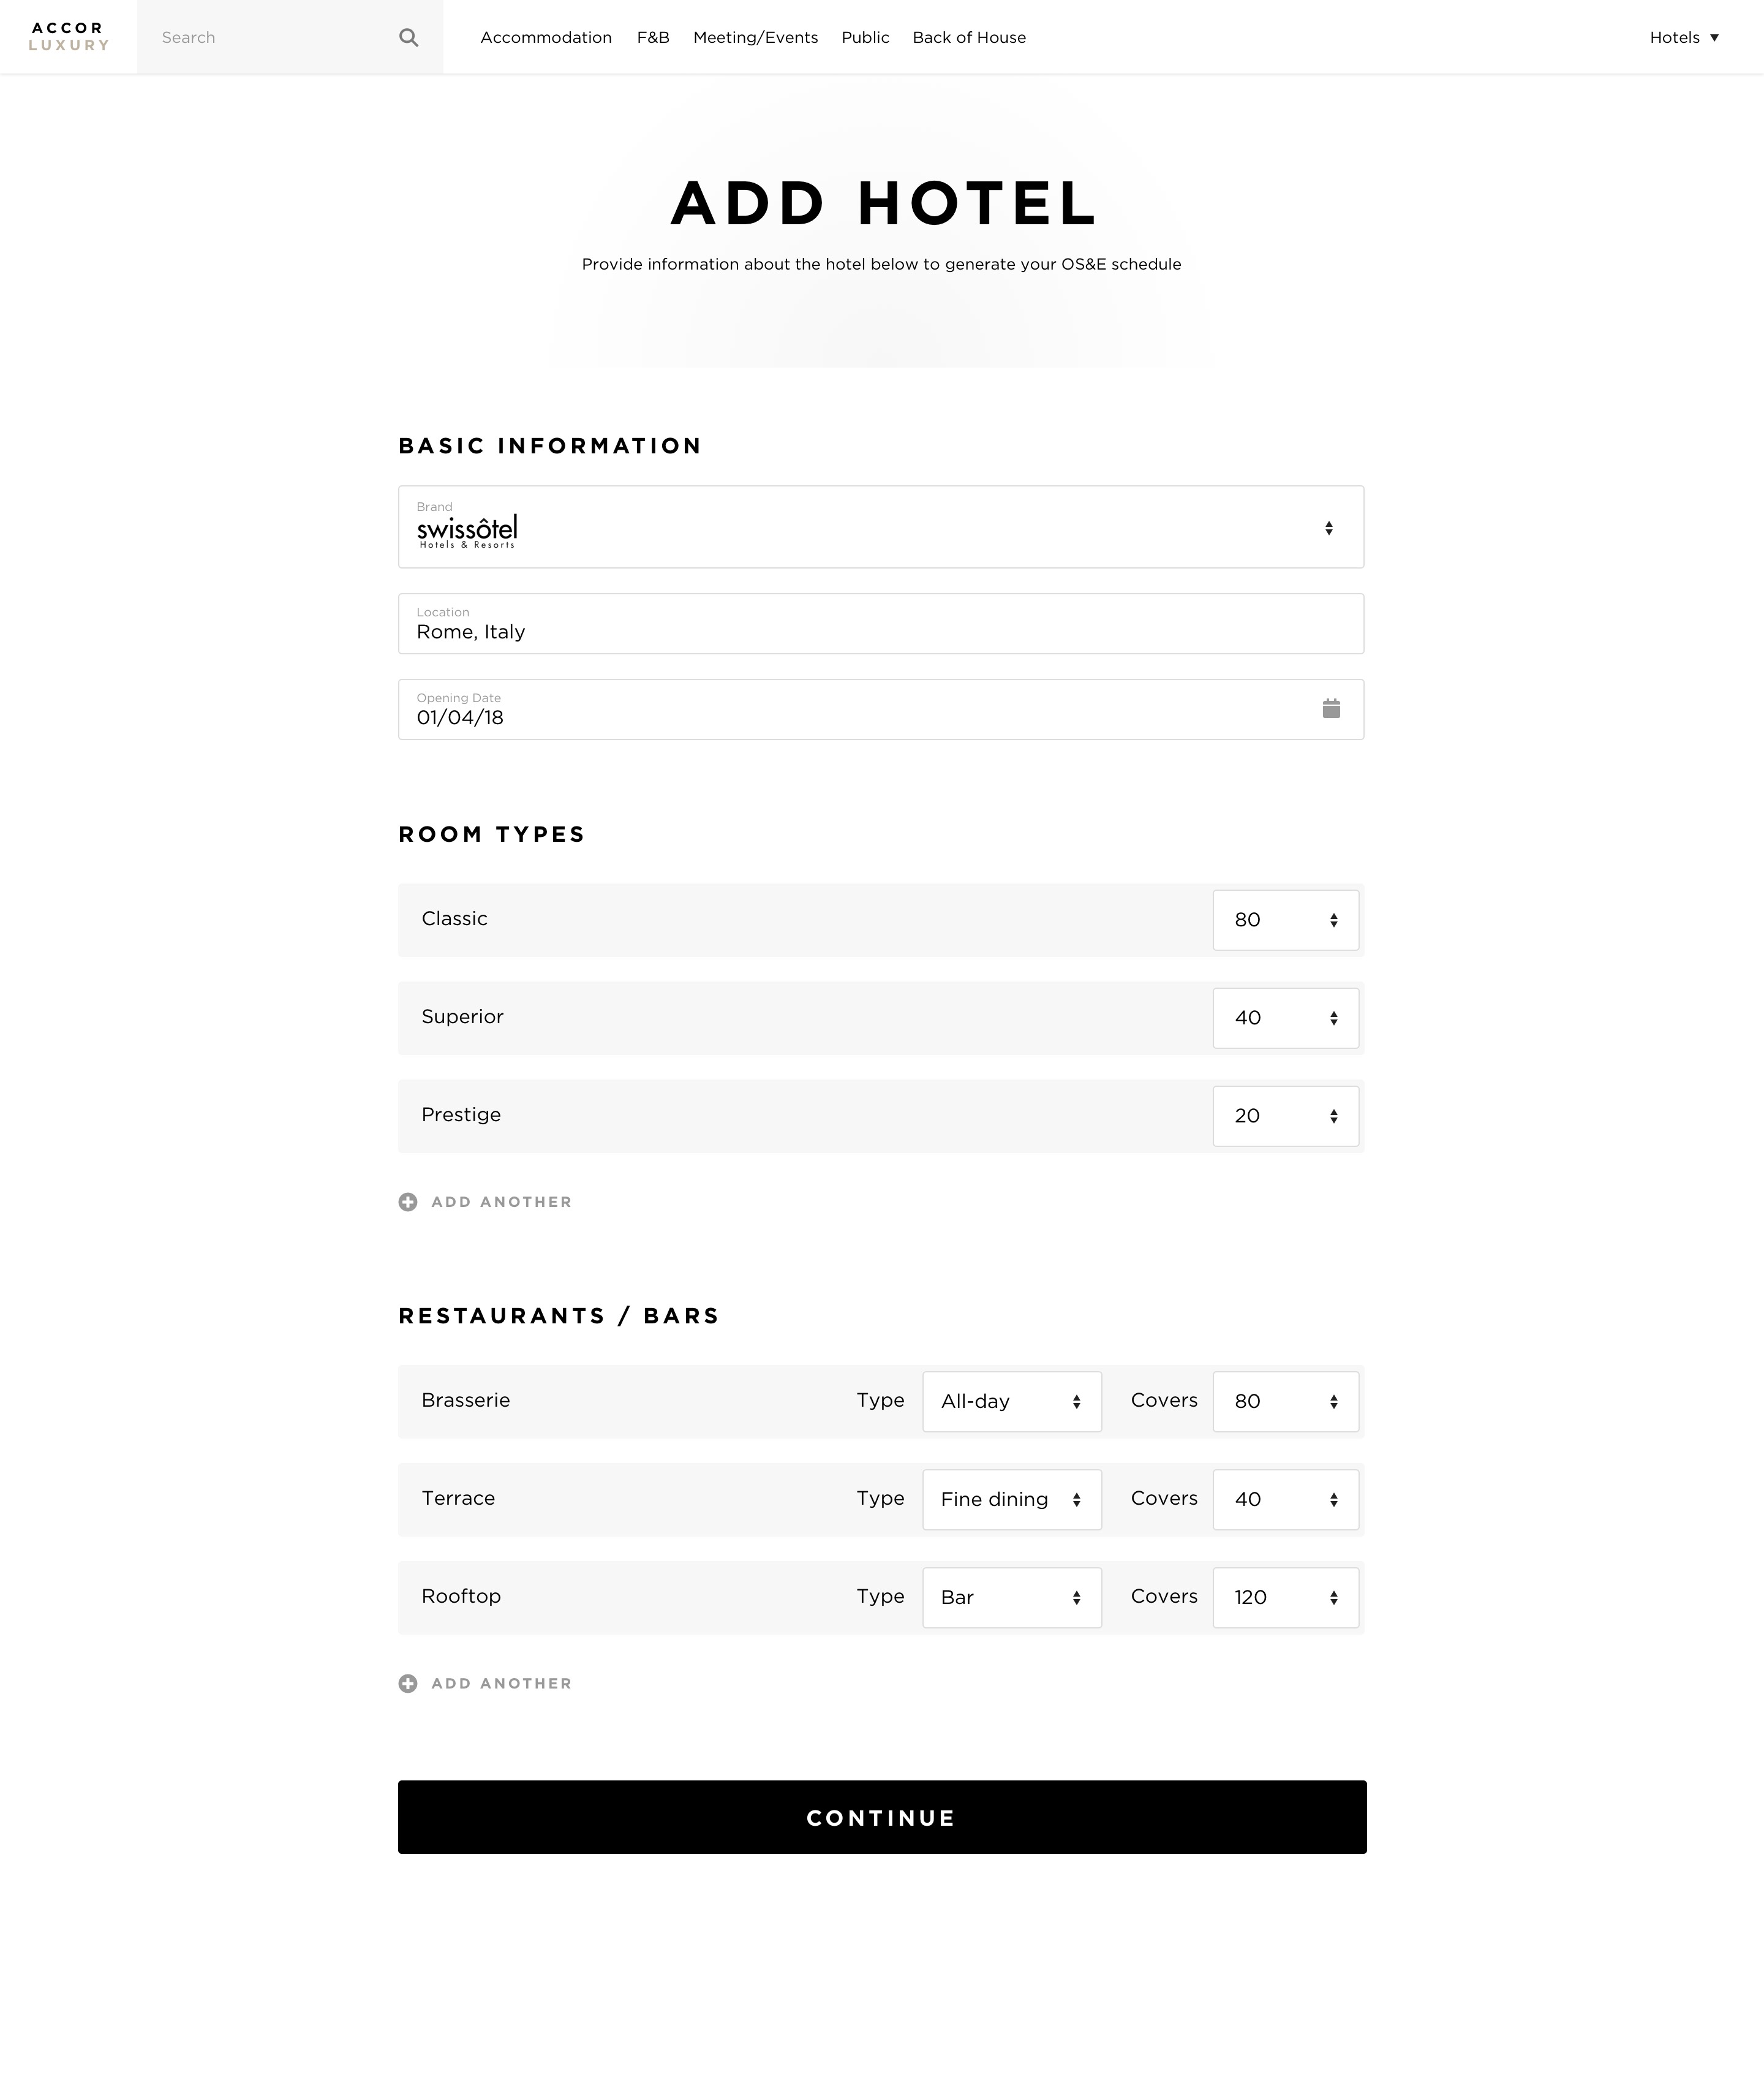 ACCOR
LUXURY
Search
Accommodation F&B Meeting/Events Public Back of House
Hotels
ADD HOTEL
Provide information about the hotel below to generate your OS&E schedule
BASIC INFORMATION
Brand
swissôtel
Hotels & Resorts
Location
Rome, Italy
Opening Date
01/04/18
ROOM TYPES
Classic 80
Superior 40
Prestige 20
ADD ANOTHER
RESTAURANTS / BARS
Brasserie Type All-day Covers 80
Terrace Type Fine dining Covers 40
Rooftop Type Bar Covers 120
ADD ANOTHER
CONTINUE